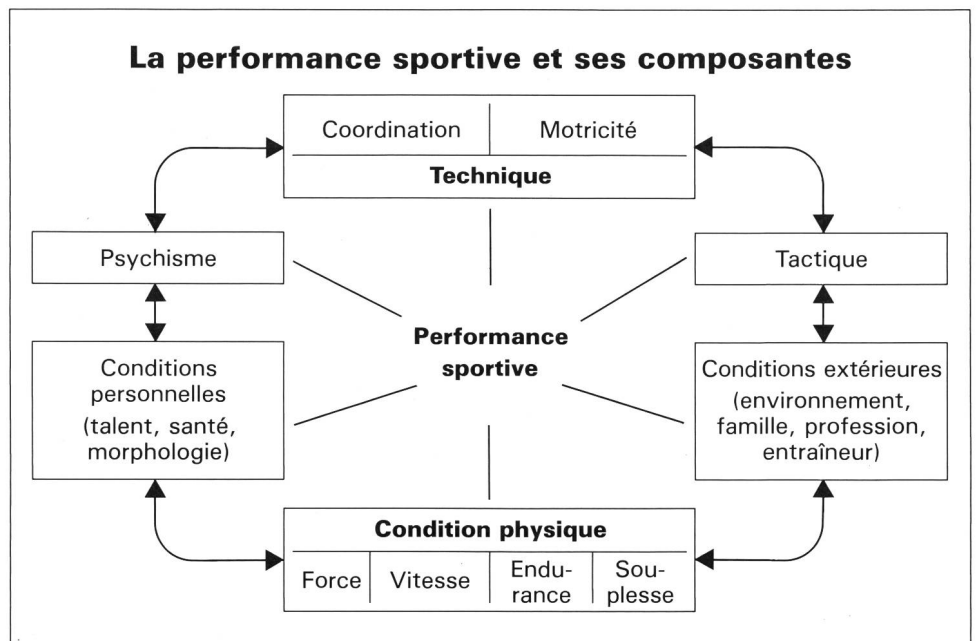 La performance sportive et ses composantes
Coordination
Motricité
Technique
Psychisme
Tactique
Performance
sportive
Conditions
personnelles
(talent, santé,
morphologie)
Conditions extérieures
(environnement,
famille, profession,
entraîneur)
Condition physique
Force
Vitesse
Endu-
rance
Sou-
plesse